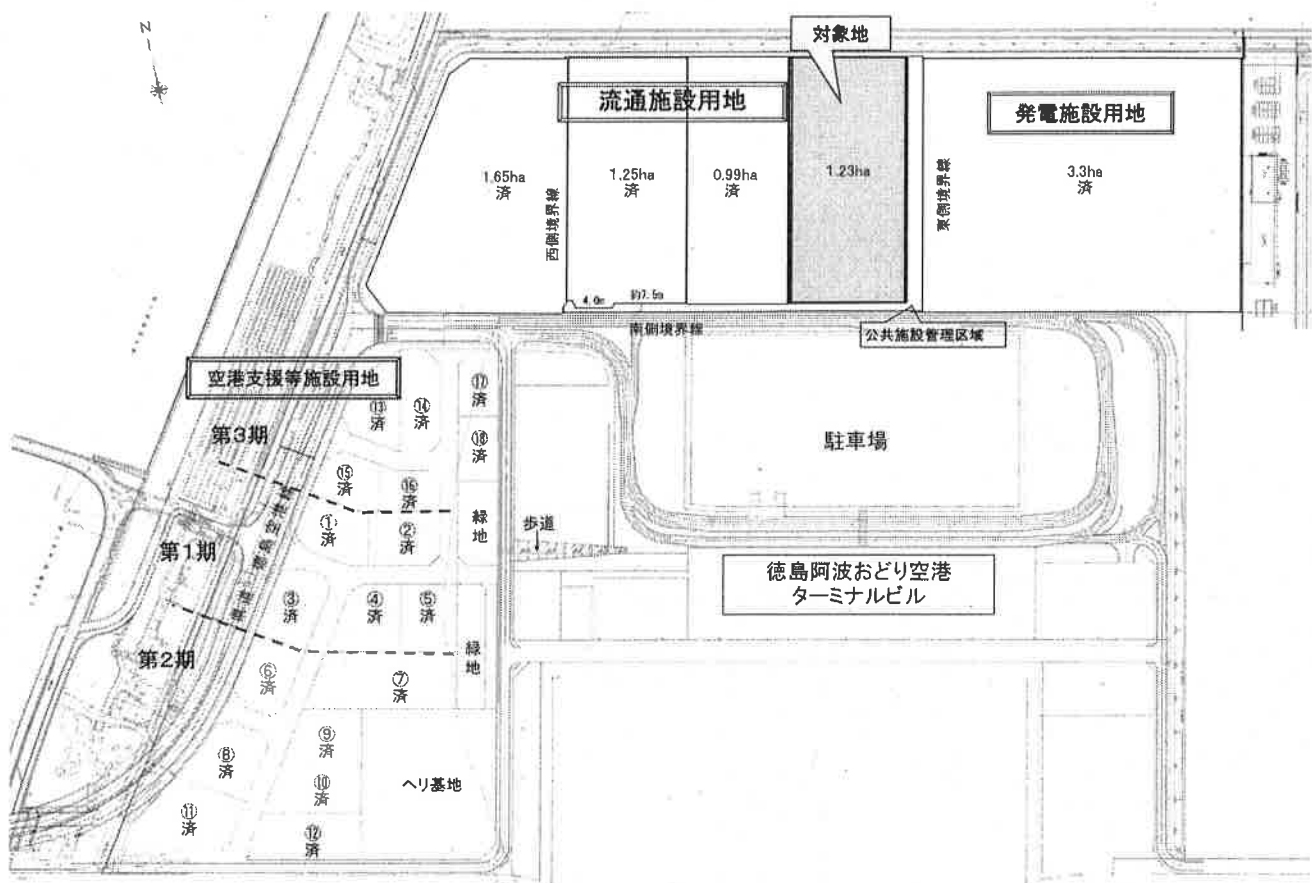 N
対象地
流通施設用地
発電施設用地
1.65ha
済
1.25ha
済
0.99ha
済
1.23ha
3.3ha
済
西側境界線
東側境界線
4.0m
約7.5m
南側境界線
公共施設管理区域
空港支援等施設用地
⑬
済
⑭
済
⑰
済
⑱
済
第3期
⑮
済
⑯
済
駐車場
①
済
②
済
緑地
歩道
第1期
徳島空港線
徳島阿波おどり空港
ターミナルビル
③
済
④
済
⑤
済
緑地
第2期
⑥
済
⑦
済
⑧
済
⑨
済
⑩
済
ヘリ基地
⑪
済
⑫
済